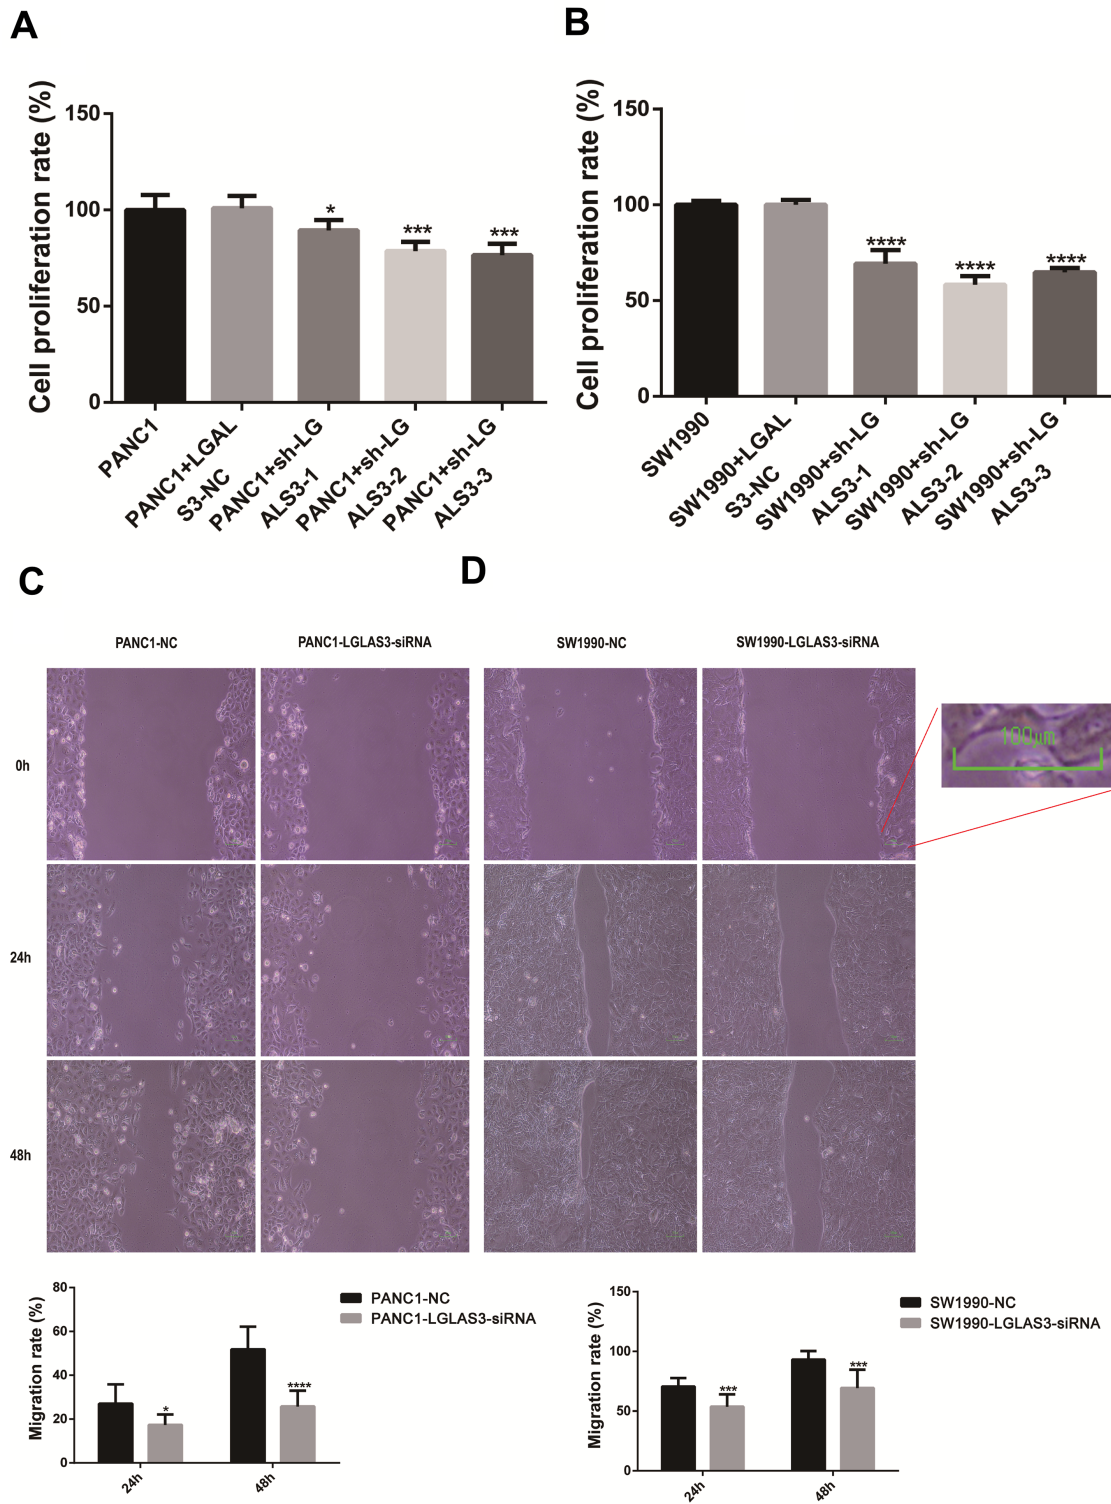 A
B
Cell proliferation rate (%)
150
100
50
0
PANC1
PANC1+LGAL
S3-NC
PANC1+sh-LG
ALS3-1
PANC1+sh-LG
ALS3-2
PANC1+sh-LG
ALS3-3
*
***
***
Cell proliferation rate (%)
150
100
50
0
SW1990
SW1990+LGAL
S3-NC
SW1990+sh-LG
ALS3-1
SW1990+sh-LG
ALS3-2
SW1990+sh-LG
ALS3-3
****
****
****
C
D
PANC1-NC
PANC1-LGLAS3-siRNA
SW1990-NC
SW1990-LGLAS3-siRNA
0h
100μm
24h
48h
Migration rate (%)
80
60
40
20
0
24h
48h
*
****
PANC1-NC
PANC1-LGLAS3-siRNA
Migration rate (%)
150
100
50
0
24h
48h
***
***
SW1990-NC
SW1990-LGLAS3-siRNA